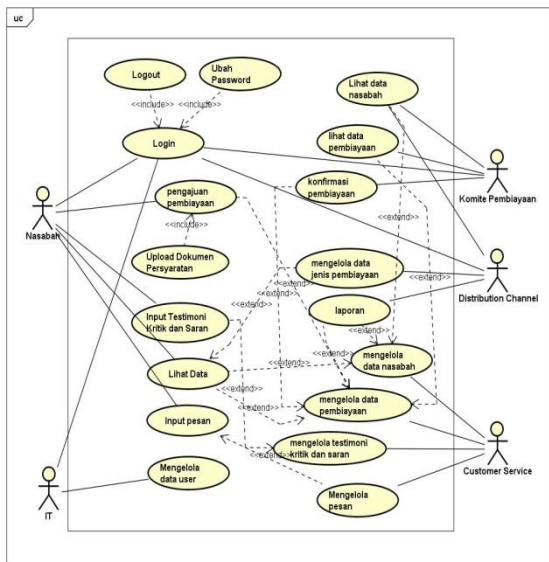 uc
Logout
Ubah
Password
<<include>>
<<include>>
Login
Lihat data
nasabah
lihat data
pembiayaan
konfirmasi
pembiayaan
Komite Pembiayaan
pengajuan
pembiayaan
Nasabah
<<include>>
<<extend>>
Upload Dokumen
Persyaratan
mengelola data
jenis pembiayaan
<<extend>>
<<extend>>
<<extend>>
Distribution Channel
Input Testimoni
Kritik dan Saran
laporan
<<extend>>
Lihat Data
<<extend>>
mengelola
data nasabah
<<extend>>
<<extend>>
mengelola data
pembiayaan
Input pesan
mengelola testimoni
kritik dan saran
<<extend>>
Customer Service
Mengelola
data user
Mengelola
pesan
IT